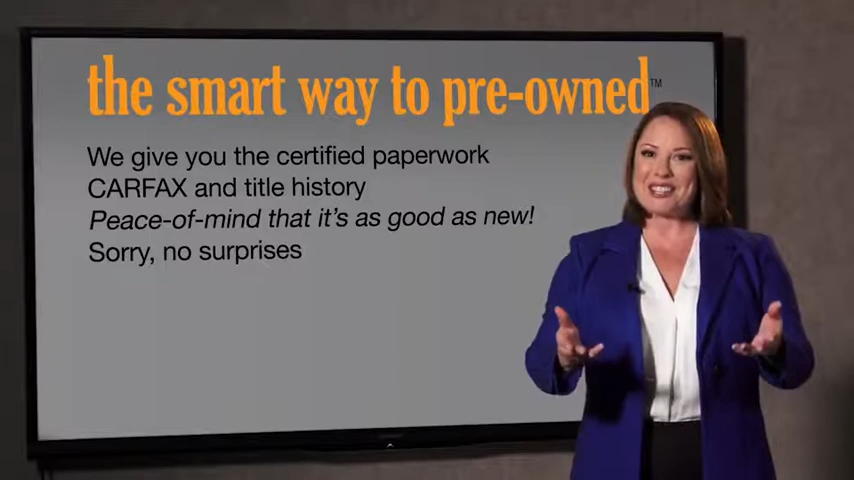 the smart way to pre-owned™
We give you the certified paperwork
CARFAX and title history
Peace-of-mind that it's as good as new!
Sorry, no surprises